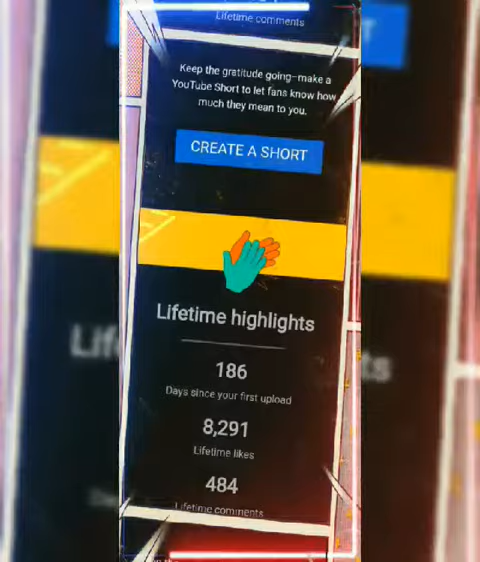 Lifetime comments
Keep the gratitude going–make a
YouTube Short to let fans know how
much they mean to you.
CREATE A SHORT
Lifetime highlights
186
Days since your first upload
8,291
Lifetime likes
484
Lifetime comments